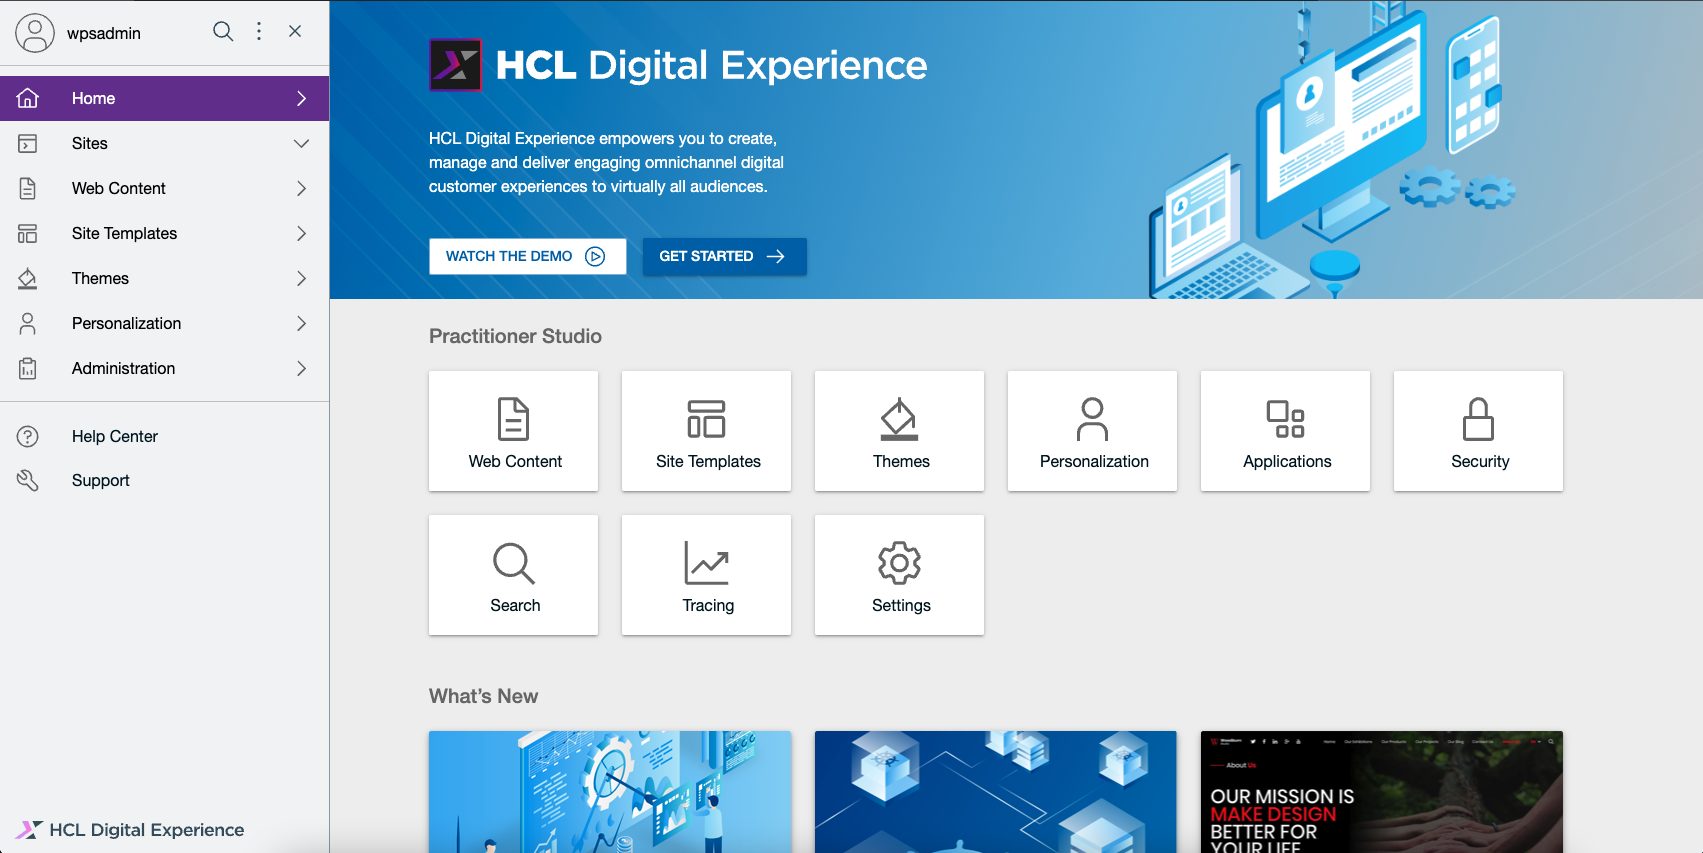 wpsadmin
Home
Sites
Web Content
Site Templates
Themes
Personalization
Administration
Help Center
Support
HCL Digital Experience
HCL Digital Experience
HCL Digital Experience empowers you to create,
manage and deliver engaging omnichannel digital
customer experiences to virtually all audiences.
WATCH THE DEMO
GET STARTED
Practitioner Studio
Web Content
Site Templates
Themes
Personalization
Applications
Security
Search
Tracing
Settings
What's New
About Us
OUR MISSION IS
MAKE DESIGN
BETTER FOR
YOUR LIFE